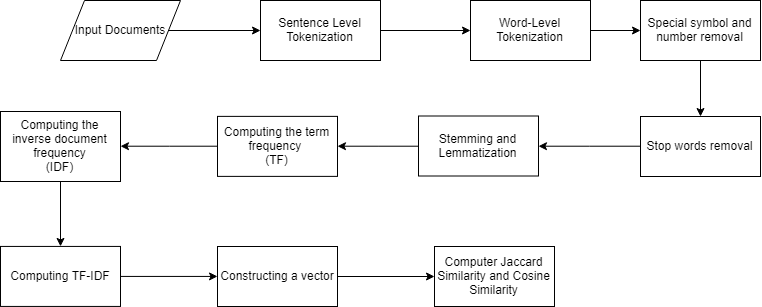 Input Documents
Sentence Level
Tokenization
Word-Level
Tokenization
Special symbol and
number removal
Stop words removal
Stemming and
Lemmatization
Computing the term
frequency
(TF)
Computing the
inverse document
frequency
(IDF)
Computing TF-IDF
Constructing a vector
Computer Jaccard
Similarity and Cosine
Similarity